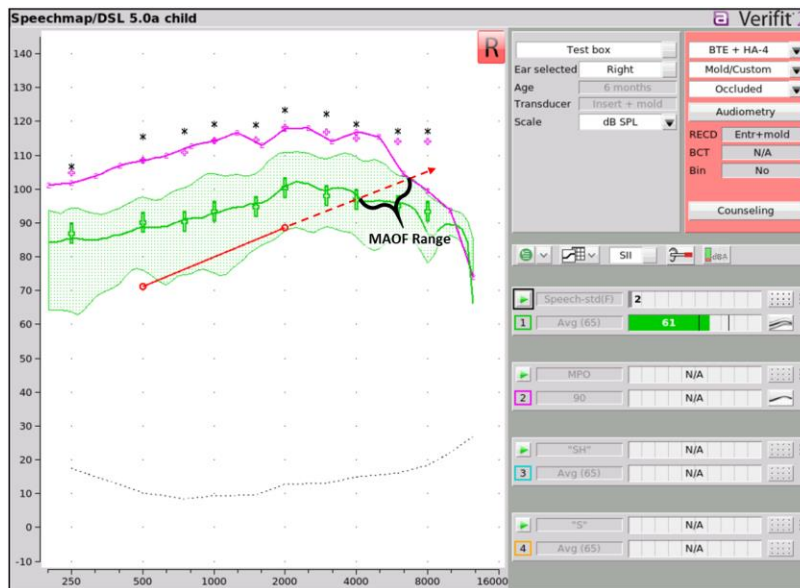 Speechmap/DSL 5.0a child
a Verifit
R
140
130
120
110
100
90
80
70
60
50
40
30
20
10
0
-10
250
500
1000
2000
4000
8000
16000
MAOF Range
Test box
Ear selected Right
Age 6 months
Transducer Insert + mold
Scale dB SPL
BTE + HA-4
Mold/Custom
Occluded
Audiometry
RECD Entr+mold
BCT N/A
Bin No
Counseling
SII
dBA
Speech-std(F) 2
1 Avg (65) 61
MPO N/A
2 90 N/A
"SH" N/A
3 Avg (65) N/A
"S" N/A
4 Avg (65) N/A